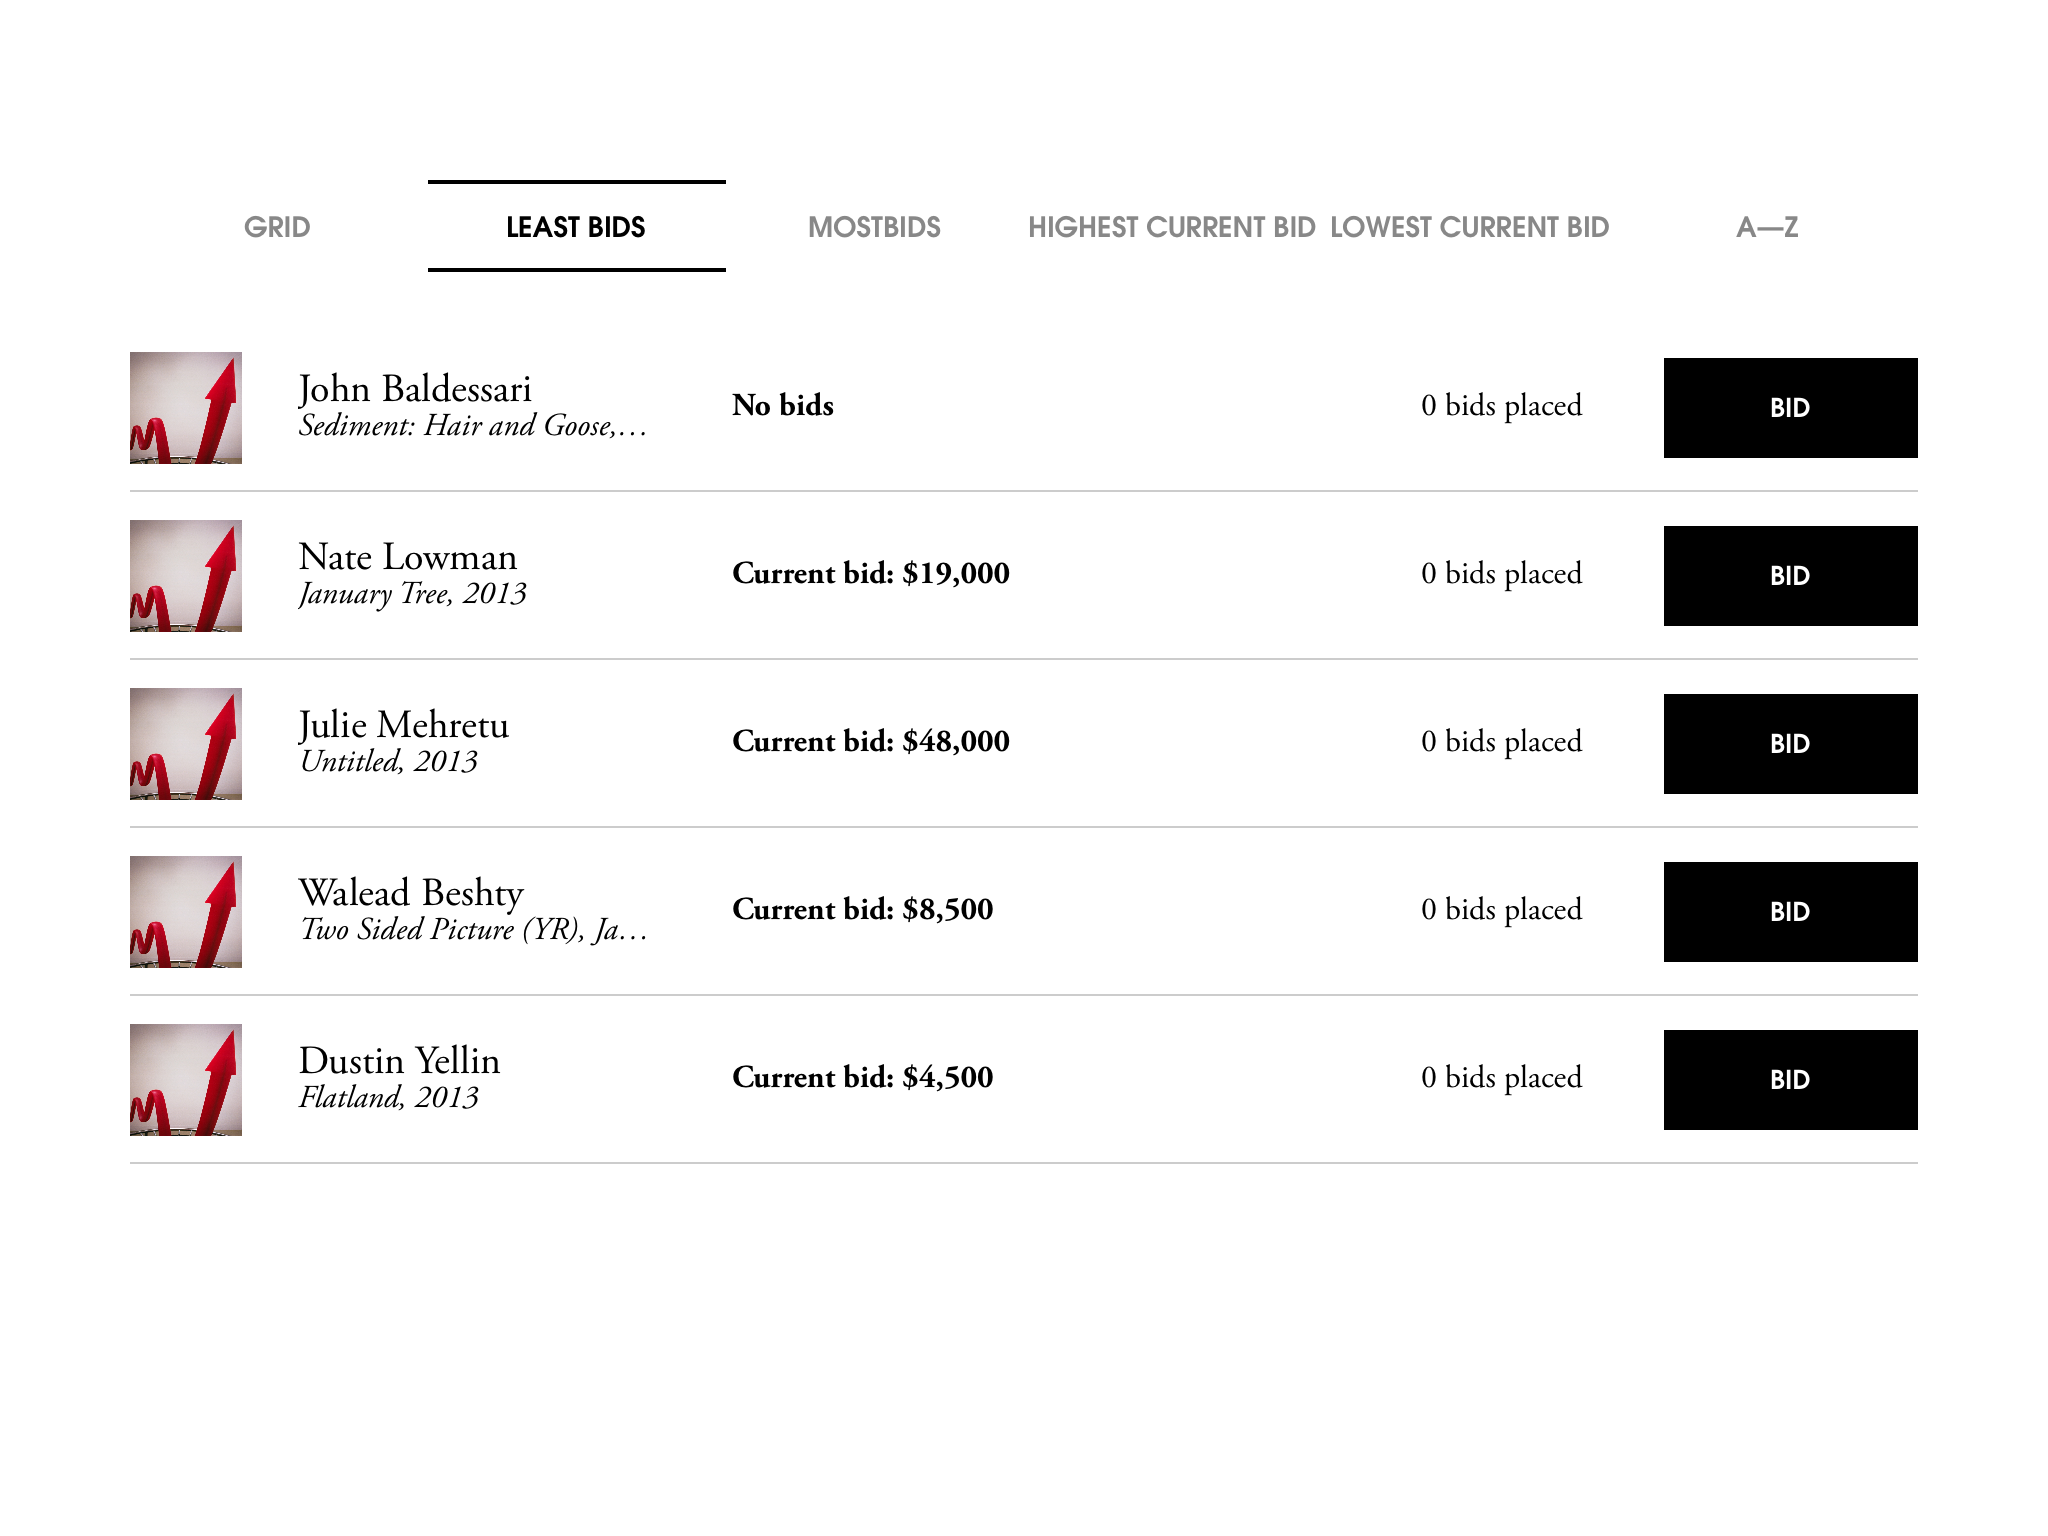 GRID
LEAST BIDS
MOSTBIDS
HIGHEST CURRENT BID
LOWEST CURRENT BID
A—Z
John Baldessari
Sediment: Hair and Goose,…
No bids
0 bids placed
BID
Nate Lowman
January Tree, 2013
Current bid: $19,000
0 bids placed
BID
Julie Mehretu
Untitled, 2013
Current bid: $48,000
0 bids placed
BID
Walead Beshty
Two Sided Picture (YR), Ja…
Current bid: $8,500
0 bids placed
BID
Dustin Yellin
Flatland, 2013
Current bid: $4,500
0 bids placed
BID